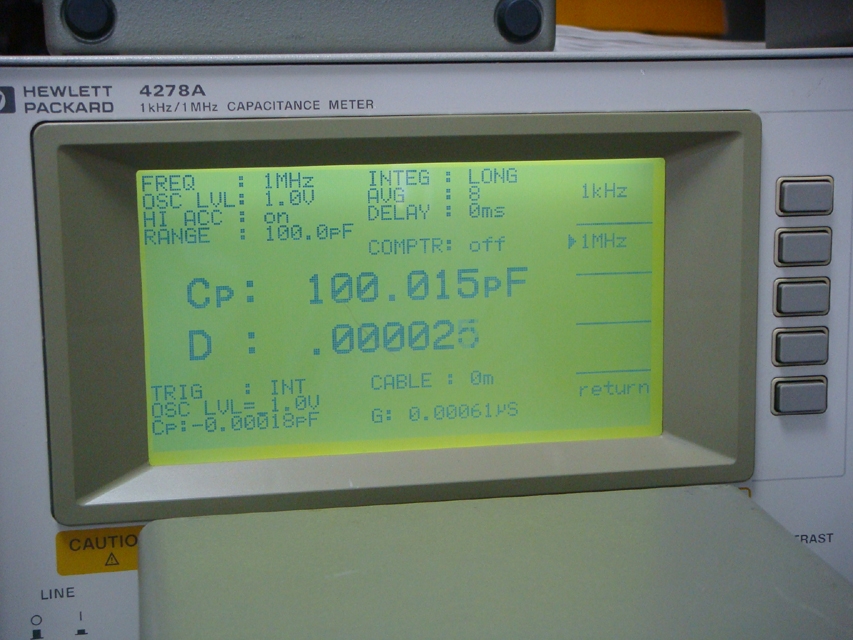 HEWLETT PACKARD
4278A
1kHz/1MHz CAPACITANCE METER
FREQ : 1MHz
OSC LVL: 1.0V
HI ACC : on
RANGE : 100.0pF
INTEG : LONG
AVG : 8
DELAY : 0ms
COMPTR: off
1kHz
1MHz
return
Cp: 100.015pF
D : .000025
TRIG : INT
OSC LVL= 1.0V
Cp:-0.00018pF
CABLE : 0m
G: 0.00061µS
CAUTIO
LINE
RAST